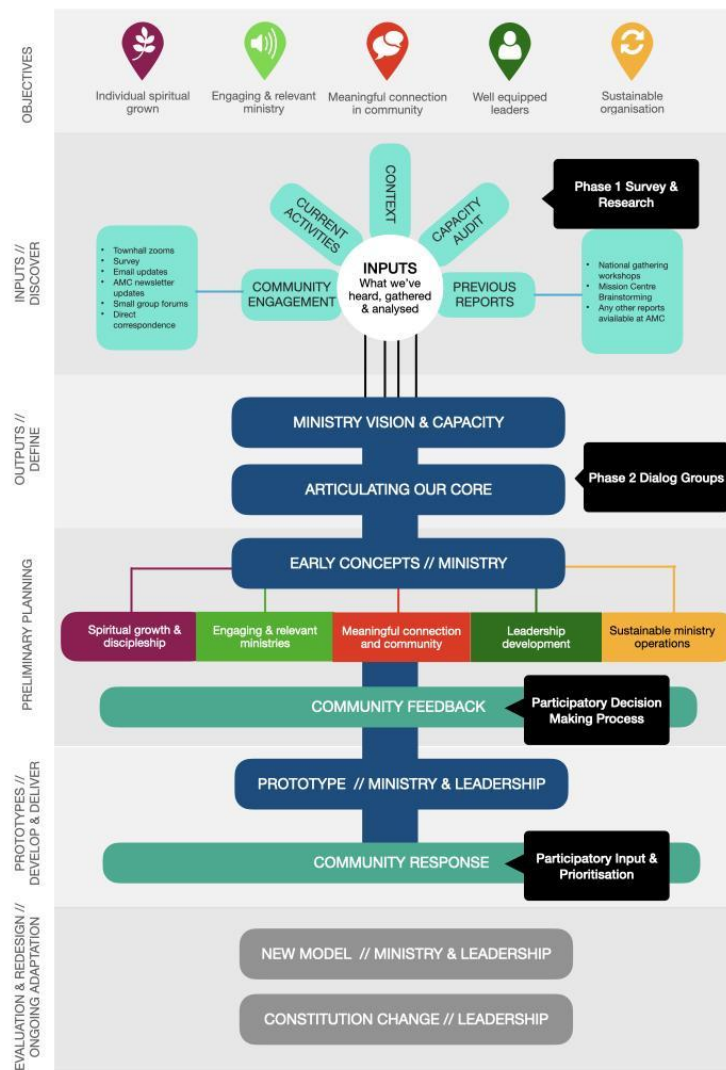 OBJECTIVES
Individual spiritual
grown
Engaging & relevant
ministry
Meaningful connection
in community
Well equipped
leaders
Sustainable
organisation
INPUTS //
DISCOVER
Phase 1 Survey &
Research
CONTEXT
CURRENT
ACTIVITIES
CAPACITY
AUDIT
COMMUNITY
ENGAGEMENT
INPUTS
What we've
heard, gathered
& analysed
PREVIOUS
REPORTS
• Townhall zooms
• Survey
• Email updates
• AMC newsletter
updates
• Small group forums
• Direct
correspondence
• National gathering
workshops
• Mission Centre
Brainstorming
• Any other reports
available at AMC
OUTPUTS //
DEFINE
MINISTRY VISION & CAPACITY
ARTICULATING OUR CORE
Phase 2 Dialog Groups
PRELIMINARY PLANNING
EARLY CONCEPTS // MINISTRY
Spiritual growth &
discipleship
Engaging & relevant
ministries
Meaningful connection
and community
Leadership
development
Sustainable ministry
operations
COMMUNITY FEEDBACK
Participatory Decision
Making Process
PROTOTYPES //
DEVELOP & DELIVER
PROTOTYPE // MINISTRY & LEADERSHIP
COMMUNITY RESPONSE
Participatory Input &
Prioritisation
EVALUATION & REDESIGN //
ONGOING ADAPTATION
NEW MODEL // MINISTRY & LEADERSHIP
CONSTITUTION CHANGE // LEADERSHIP